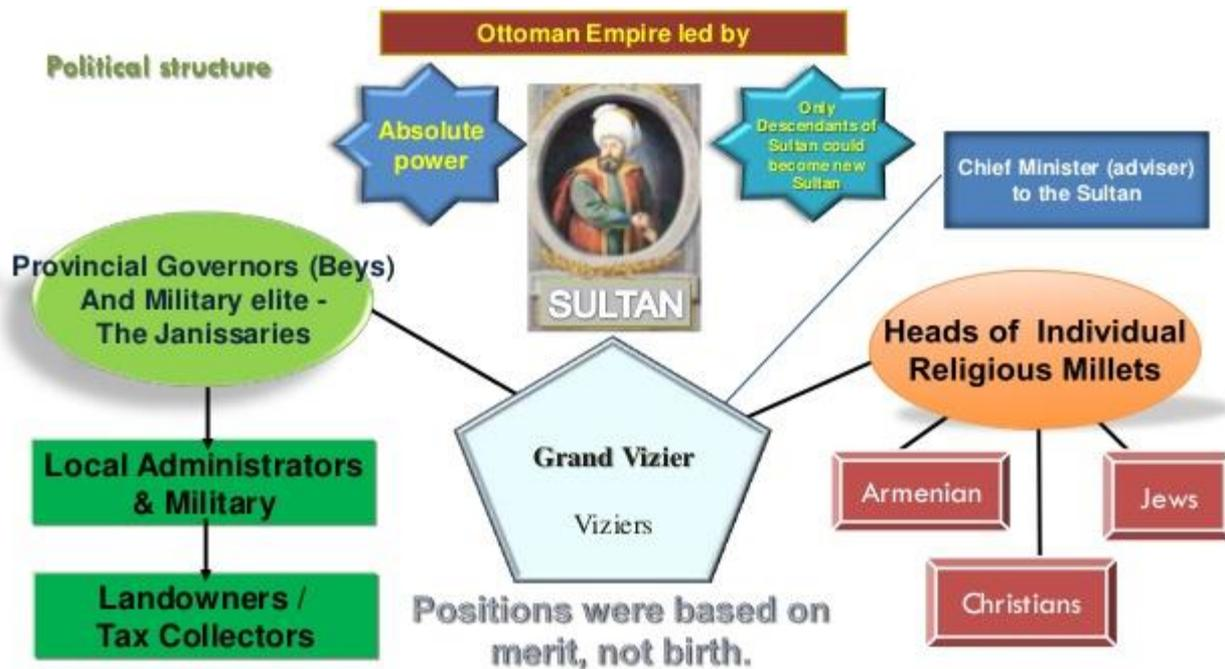 Ottoman Empire led by
Political structure
Absolute
power
Only
Descendants of
Sultan could
become new
Sultan
Chief Minister (adviser)
to the Sultan
SULTAN
Provincial Governors (Beys)
And Military elite -
The Janissaries
Heads of Individual
Religious Millets
Grand Vizier
Viziers
Local Administrators
& Military
Armenian
Jews
Christians
Landowners /
Tax Collectors
Positions were based on
merit, not birth.